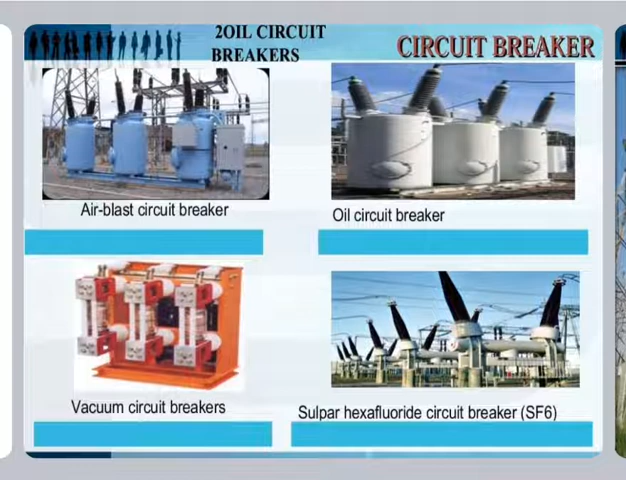 2OIL CIRCUIT
BREAKERS
CIRCUIT BREAKER
Air-blast circuit breaker
Oil circuit breaker
Vacuum circuit breakers
Sulpar hexafluoride circuit breaker (SF6)